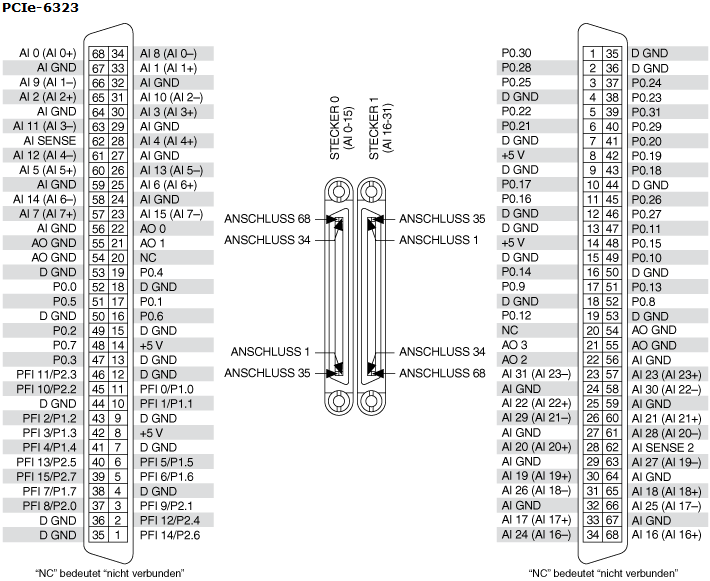 PCIe-6323
AI 0 (AI 0+) 68 34 AI 8 (AI 0–)
AI GND 67 33 AI 1 (AI 1+)
AI 9 (AI 1–) 66 32 AI GND
AI 2 (AI 2+) 65 31 AI 10 (AI 2–)
AI GND 64 30 AI 3 (AI 3+)
AI 11 (AI 3–) 63 29 AI GND
AI SENSE 62 28 AI 4 (AI 4+)
AI 12 (AI 4–) 61 27 AI GND
AI 5 (AI 5+) 60 26 AI 13 (AI 5–)
AI GND 59 25 AI 6 (AI 6+)
AI 14 (AI 6–) 58 24 AI GND
AI 7 (AI 7+) 57 23 AI 15 (AI 7–)
AI GND 56 22 AO 0
AO GND 55 21 AO 1
AO GND 54 20 NC
D GND 53 19 P0.4
P0.0 52 18 D GND
P0.5 51 17 P0.1
D GND 50 16 P0.6
P0.2 49 15 D GND
P0.7 48 14 +5 V
P0.3 47 13 D GND
PFI 11/P2.3 46 12 D GND
PFI 10/P2.2 45 11 PFI 0/P1.0
D GND 44 10 PFI 1/P1.1
PFI 2/P1.2 43 9 D GND
PFI 3/P1.3 42 8 +5 V
PFI 4/P1.4 41 7 D GND
PFI 13/P2.5 40 6 PFI 5/P1.5
PFI 15/P2.7 39 5 PFI 6/P1.6
PFI 7/P1.7 38 4 D GND
PFI 8/P2.0 37 3 PFI 9/P2.1
D GND 36 2 PFI 12/P2.4
D GND 35 1 PFI 14/P2.6
"NC" bedeutet "nicht verbunden"
STECKER 0
(AI 0-15)
STECKER 1
(AI 16-31)
ANSCHLUSS 68
ANSCHLUSS 35
ANSCHLUSS 34
ANSCHLUSS 1
ANSCHLUSS 1
ANSCHLUSS 34
ANSCHLUSS 35
ANSCHLUSS 68
P0.30 1 35 D GND
P0.28 2 36 D GND
P0.25 3 37 P0.24
D GND 4 38 P0.23
P0.22 5 39 P0.31
P0.21 6 40 P0.29
D GND 7 41 P0.20
+5 V 8 42 P0.19
D GND 9 43 P0.18
P0.17 10 44 D GND
P0.16 11 45 P0.26
D GND 12 46 P0.27
D GND 13 47 P0.11
+5 V 14 48 P0.15
D GND 15 49 P0.10
P0.14 16 50 D GND
P0.9 17 51 P0.13
D GND 18 52 P0.8
P0.12 19 53 D GND
NC 20 54 AO GND
AO 3 21 55 AO GND
AO 2 22 56 AI GND
AI 31 (AI 23–) 23 57 AI 23 (AI 23+)
AI GND 24 58 AI 30 (AI 22–)
AI 22 (AI 22+) 25 59 AI GND
AI 29 (AI 21–) 26 60 AI 21 (AI 21+)
AI GND 27 61 AI 28 (AI 20–)
AI 20 (AI 20+) 28 62 AI SENSE 2
AI GND 29 63 AI 27 (AI 19–)
AI 19 (AI 19+) 30 64 AI GND
AI 26 (AI 18–) 31 65 AI 18 (AI 18+)
AI GND 32 66 AI 25 (AI 17–)
AI 17 (AI 17+) 33 67 AI GND
AI 24 (AI 16–) 34 68 AI 16 (AI 16+)
"NC" bedeutet "nicht verbunden"